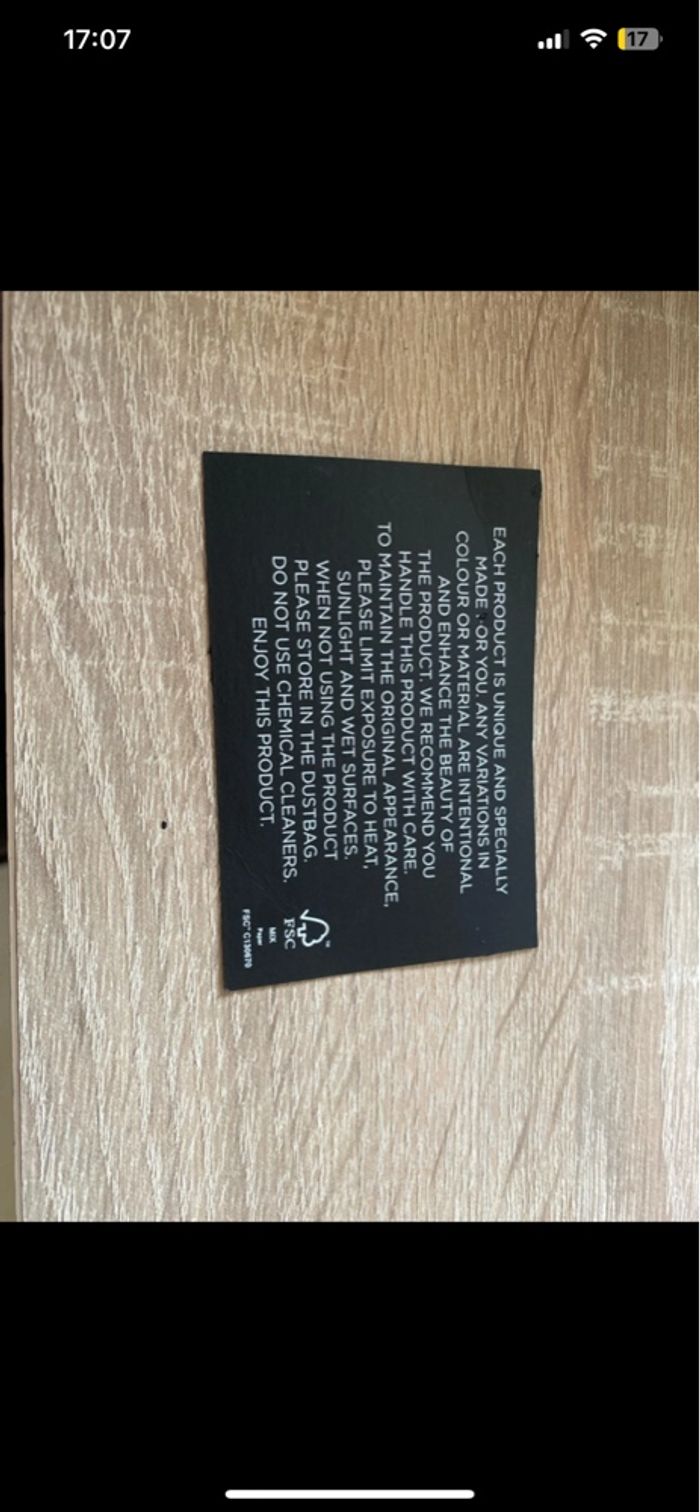 17:07
17
EACH PRODUCT IS UNIQUE AND SPECIALLY
MADE FOR YOU. ANY VARIATIONS IN
COLOUR OR MATERIAL ARE INTENTIONAL
AND ENHANCE THE BEAUTY OF
THE PRODUCT. WE RECOMMEND YOU
HANDLE THIS PRODUCT WITH CARE.
TO MAINTAIN THE ORIGINAL APPEARANCE,
PLEASE LIMIT EXPOSURE TO HEAT,
SUNLIGHT AND WET SURFACES.
WHEN NOT USING THE PRODUCT
PLEASE STORE IN THE DUSTBAG.
DO NOT USE CHEMICAL CLEANERS.
ENJOY THIS PRODUCT.
FSC
MIX
Paper
FSC™ C130670